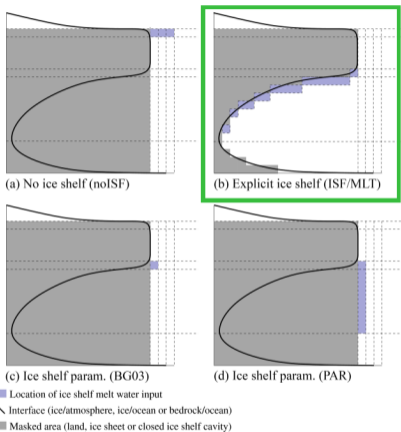 (a) No ice shelf (noISF)
(b) Explicit ice shelf (ISF/MLT)
(c) Ice shelf param. (BG03)
(d) Ice shelf param. (PAR)
Location of ice shelf melt water input
Interface (ice/atmosphere, ice/ocean or bedrock/ocean)
Masked area (land, ice sheet or closed ice shelf cavity)